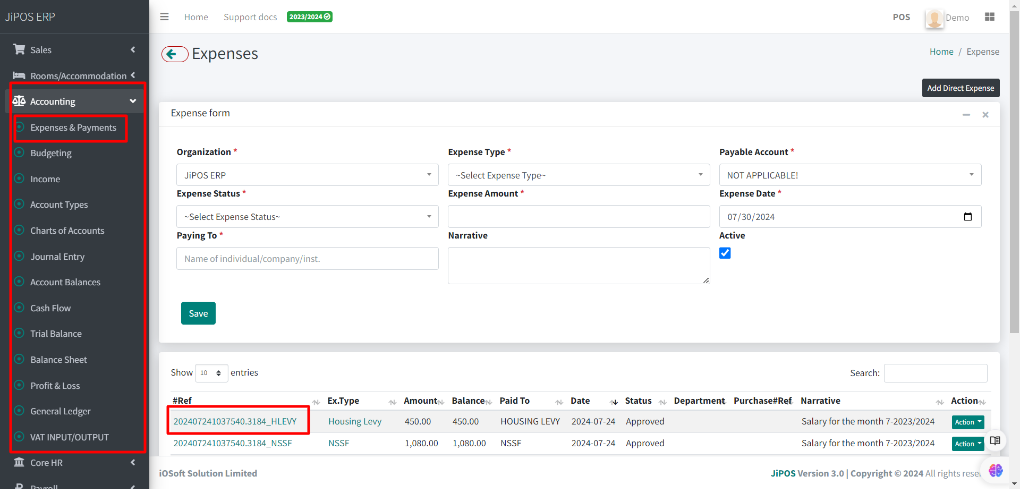 JiPOS ERP
Home Support docs 2023/2024 POS Demo
Sales
Rooms/Accommodation
Accounting
Expenses & Payments
Budgeting
Income
Account Types
Charts of Accounts
Journal Entry
Account Balances
Cash Flow
Trial Balance
Balance Sheet
Profit & Loss
General Ledger
VAT INPUT/OUTPUT
Core HR
Payroll
Expenses
Home / Expense
Add Direct Expense
Expense form
Organization * Expense Type * Payable Account *
JiPOS ERP ~Select Expense Type~ NOT APPLICABLE!
Expense Status * Expense Amount * Expense Date *
~Select Expense Status~ 07/30/2024
Paying To * Narrative Active
Name of individual/company/inst.
Save
Show 10 entries Search:
#Ref Ex.Type Amount Balance Paid To Date Status Department Purchase#Ref Narrative Action
202407241037540.3184_HLEVY Housing Levy 450.00 450.00 HOUSING LEVY 2024-07-24 Approved Salary for the month 7-2023/2024 Action
202407241037540.3184_NSSF NSSF 1,080.00 1,080.00 NSSF 2024-07-24 Approved Salary for the month 7-2023/2024 Action
iOSoft Solution Limited JiPOS Version 3.0 | Copyright © 2024 All rights rese